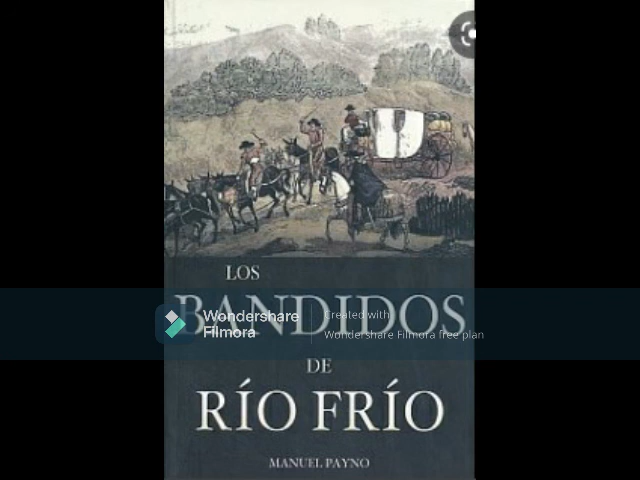 LOS
BANDIDOS
Wondershare
Filmora
Created with
Wondershare Filmora free plan
DE
RÍO FRÍO
MANUEL PAYNO